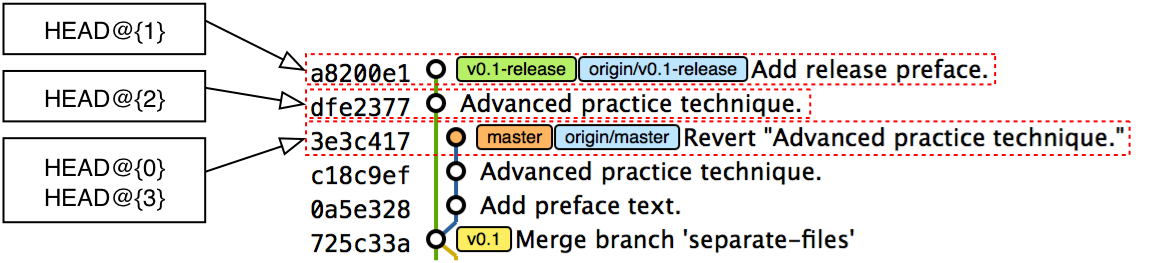 HEAD@{1}
a8200e1 v0.1-release origin/v0.1-release Add release preface.
HEAD@{2}
dfe2377 Advanced practice technique.
3e3c417 master origin/master Revert "Advanced practice technique."
HEAD@{0}
HEAD@{3}
c18c9ef Advanced practice technique.
0a5e328 Add preface text.
725c33a v0.1 Merge branch 'separate-files'